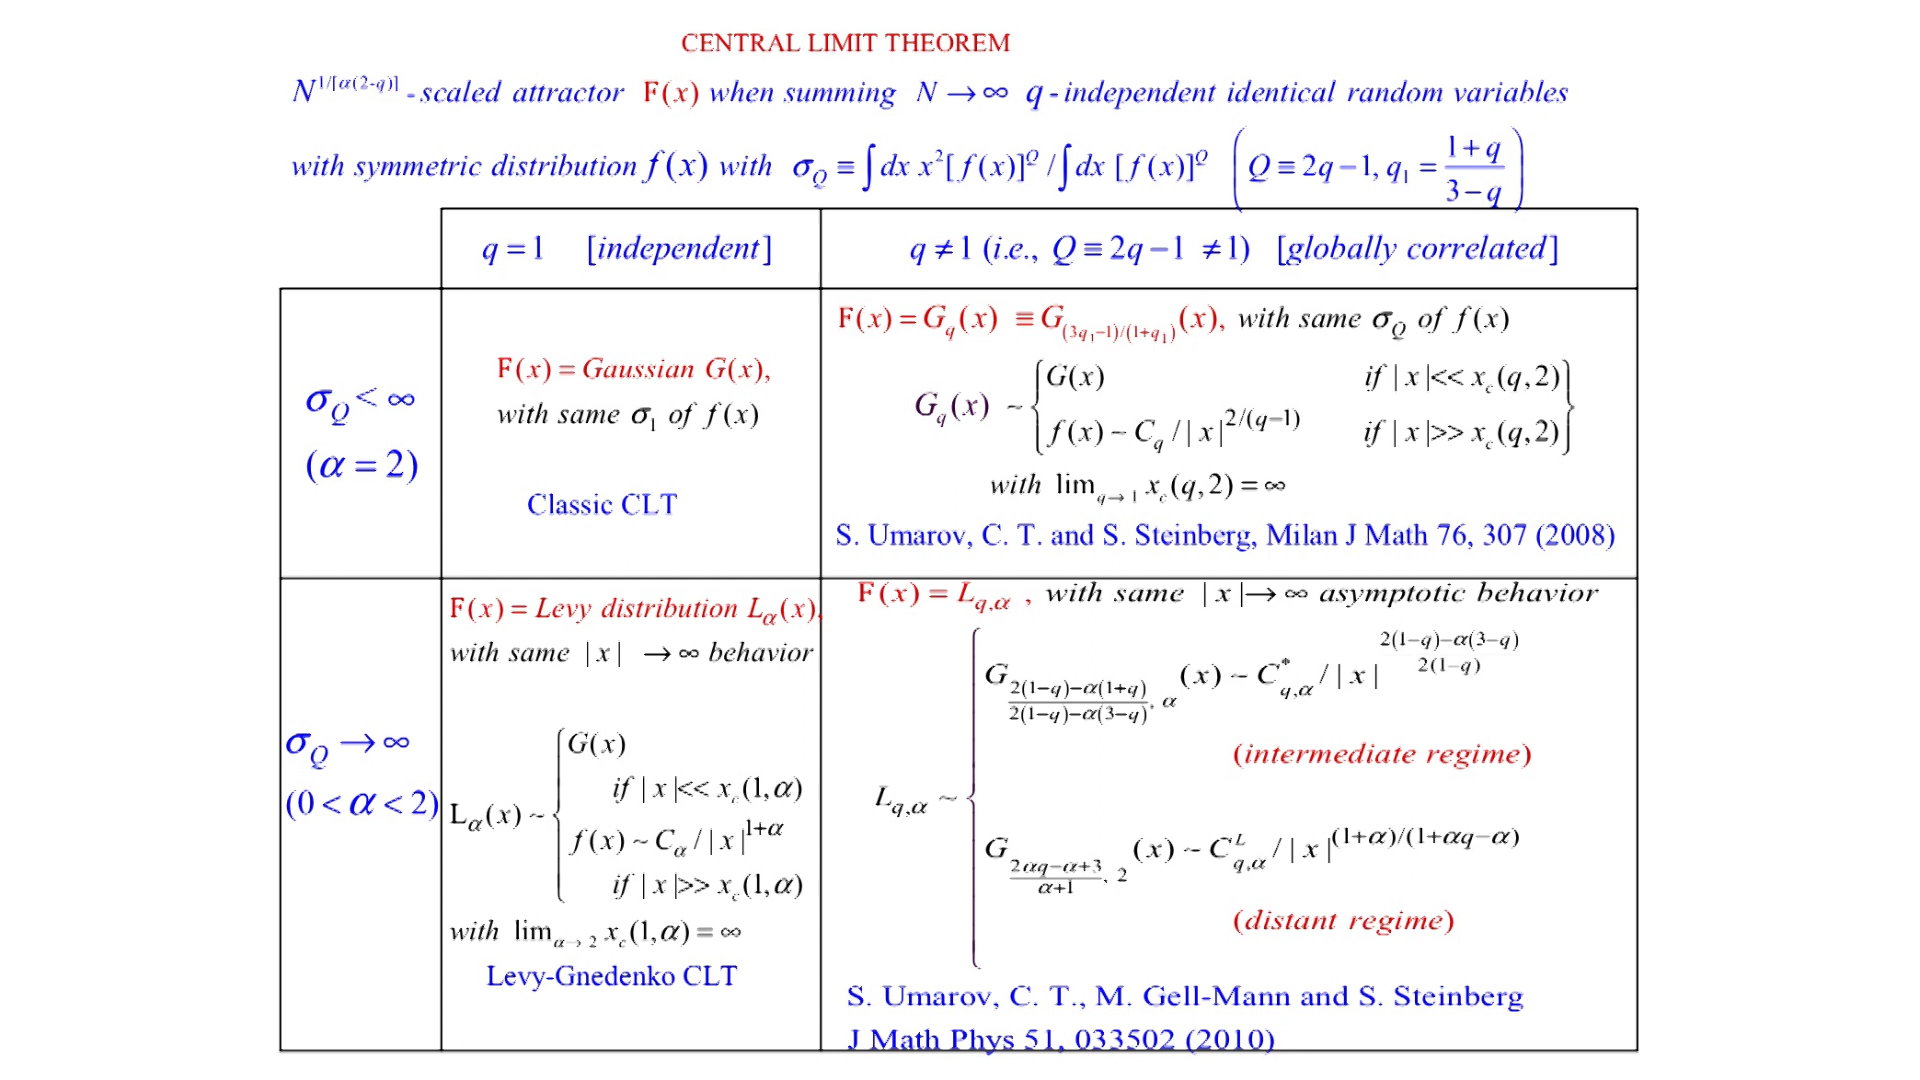 CENTRAL LIMIT THEOREM
N^{1/[α(2-q)]} - scaled attractor F(x) when summing N → ∞ q - independent identical random variables
with symmetric distribution f(x) with σ_Q ≡ ∫dx x²[f(x)]^Q / ∫dx [f(x)]^Q (Q ≡ 2q−1, q₁ = (1+q)/(3−q))
q = 1 [independent]
q ≠ 1 (i.e., Q ≡ 2q−1 ≠ 1) [globally correlated]
σ_Q < ∞
(α = 2)
F(x) = Gaussian G(x),
with same σ₁ of f(x)
Classic CLT
F(x) = G_q(x) ≡ G_{(3q₁−1)/(1+q₁)}(x), with same σ_Q of f(x)
G_q(x) ~ { G(x) if |x| << x_c(q,2)
f(x) ~ C_q / |x|^{2/(q−1)} if |x| >> x_c(q,2) }
with lim_{q→1} x_c(q,2) = ∞
S. Umarov, C. T. and S. Steinberg, Milan J Math 76, 307 (2008)
σ_Q → ∞
(0 < α < 2)
F(x) = Levy distribution L_α(x),
with same |x| → ∞ behavior
L_α(x) ~ { G(x)
if |x| << x_c(1,α)
f(x) ~ C_α / |x|^{1+α}
if |x| >> x_c(1,α)
with lim_{α→2} x_c(1,α) = ∞
Levy-Gnedenko CLT
F(x) = L_{q,α} , with same |x| → ∞ asymptotic behavior
L_{q,α} ~ { G_{(2(1−q)−α(1+q))/(2(1−q)−α(3−q)), α}(x) ~ C*_{q,α} / |x|^{(2(1−q)−α(3−q))/(2(1−q))}
(intermediate regime)
G_{(2αq−α+3)/(α+1), 2}(x) ~ C^L_{q,α} / |x|^{(1+α)/(1+αq−α)}
(distant regime)
S. Umarov, C. T., M. Gell-Mann and S. Steinberg
J Math Phys 51, 033502 (2010)